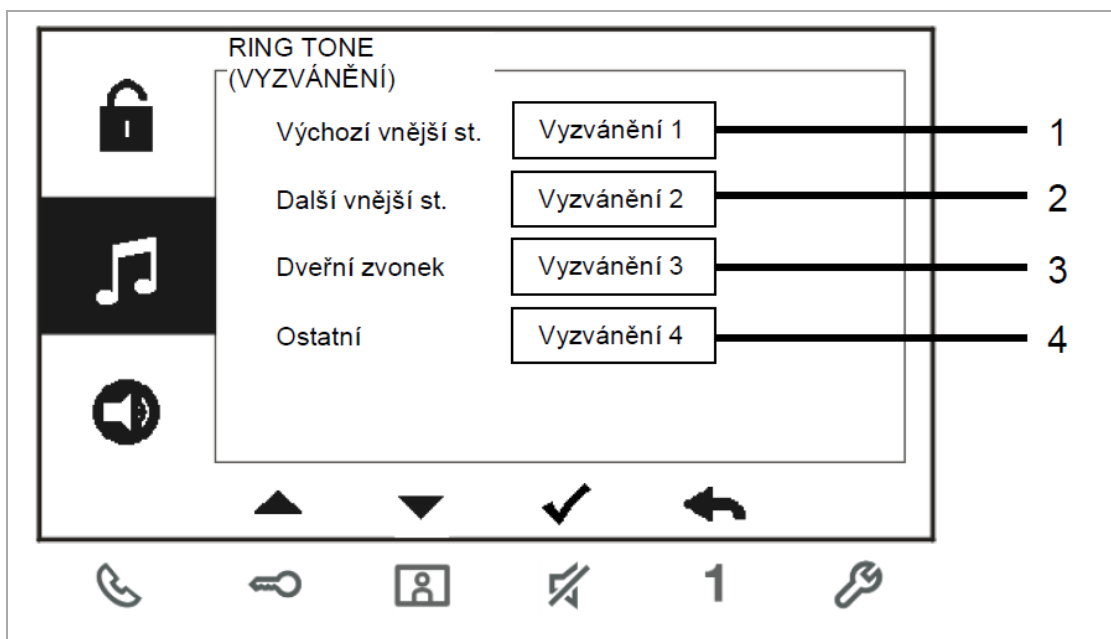 RING TONE
(VYZVÁNĚNÍ)
Výchozí vnější st. Vyzvánění 1 1
Další vnější st. Vyzvánění 2 2
Dveřní zvonek Vyzvánění 3 3
Ostatní Vyzvánění 4 4
1